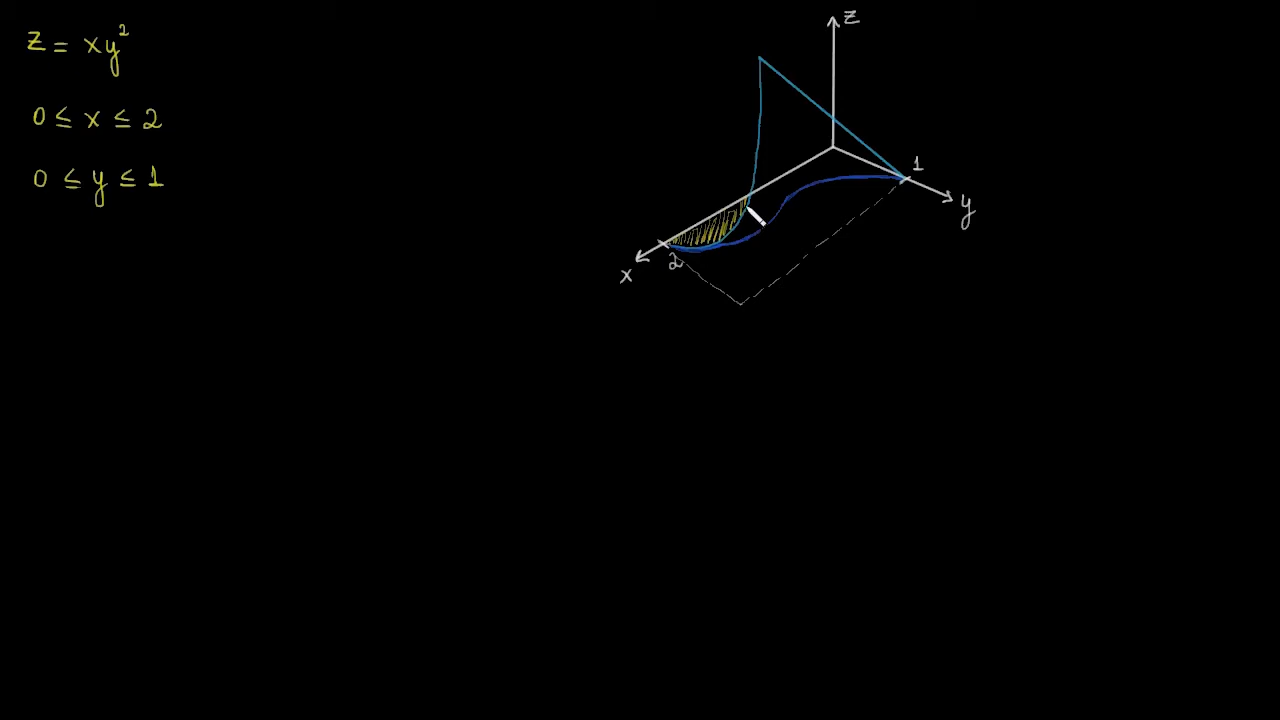 z = xy²
0 ≤ x ≤ 2
0 ≤ y ≤ 1
z
1
y
2
x